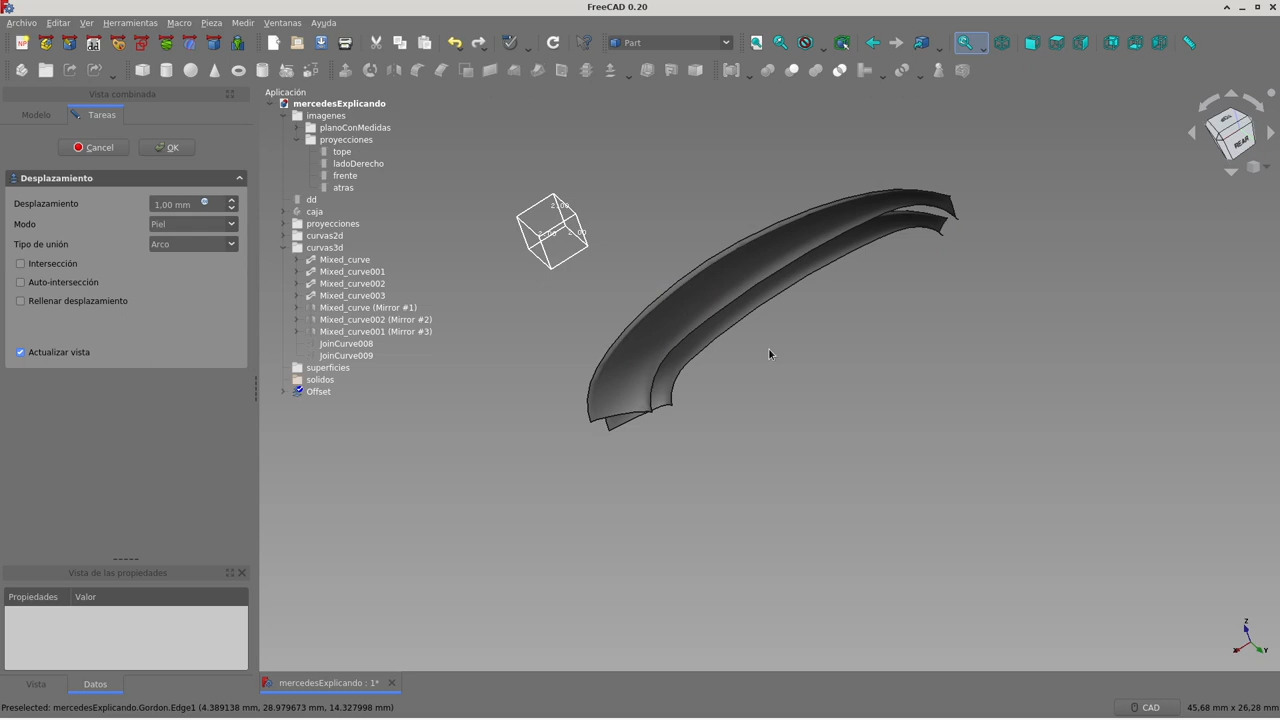 FreeCAD 0.20
Archivo Editar Ver Herramientas Macro Pieza Medir Ventanas Ayuda
Part
Vista combinada
Modelo Tareas
Cancel OK
Desplazamiento
Desplazamiento 1,00 mm
Modo Piel
Tipo de unión Arco
Intersección
Auto-intersección
Rellenar desplazamiento
Actualizar vista
Vista de las propiedades
Propiedades Valor
Vista Datos
Aplicación
mercedesExplicando
imagenes
planoConMedidas
proyecciones
tope
ladoDerecho
frente
atras
dd
caja
proyecciones
curvas2d
curvas3d
Mixed_curve
Mixed_curve001
Mixed_curve002
Mixed_curve003
Mixed_curve (Mirror #1)
Mixed_curve002 (Mirror #2)
Mixed_curve001 (Mirror #3)
JoinCurve008
JoinCurve009
superficies
solidos
Offset
REAR
Z
X
Y
mercedesExplicando : 1*
Preselected: mercedesExplicando.Gordon.Edge1 (4.389138 mm, 28.979673 mm, 14.327998 mm)
CAD
45,68 mm x 26,28 mm